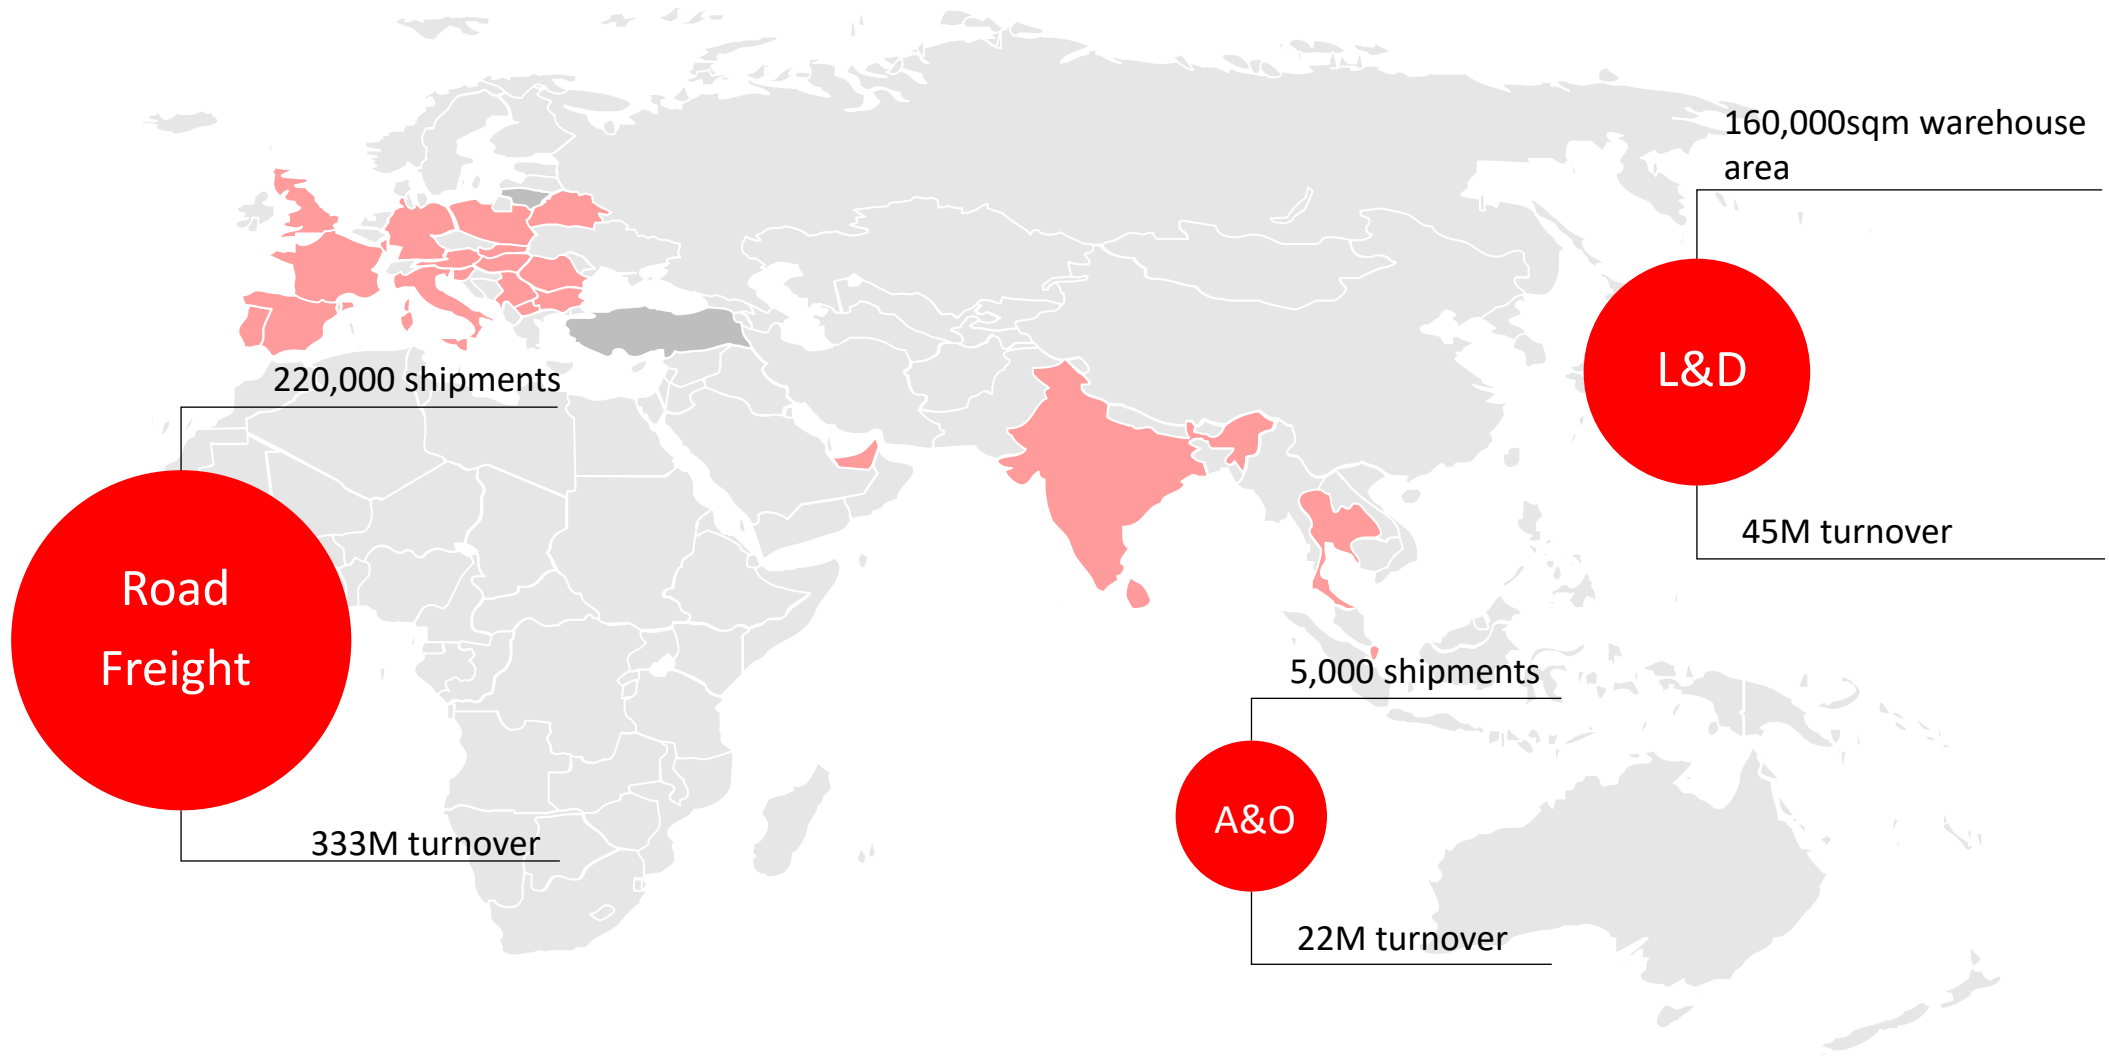 220,000 shipments
Road
Freight
333M turnover
160,000sqm warehouse
area
L&D
45M turnover
5,000 shipments
A&O
22M turnover